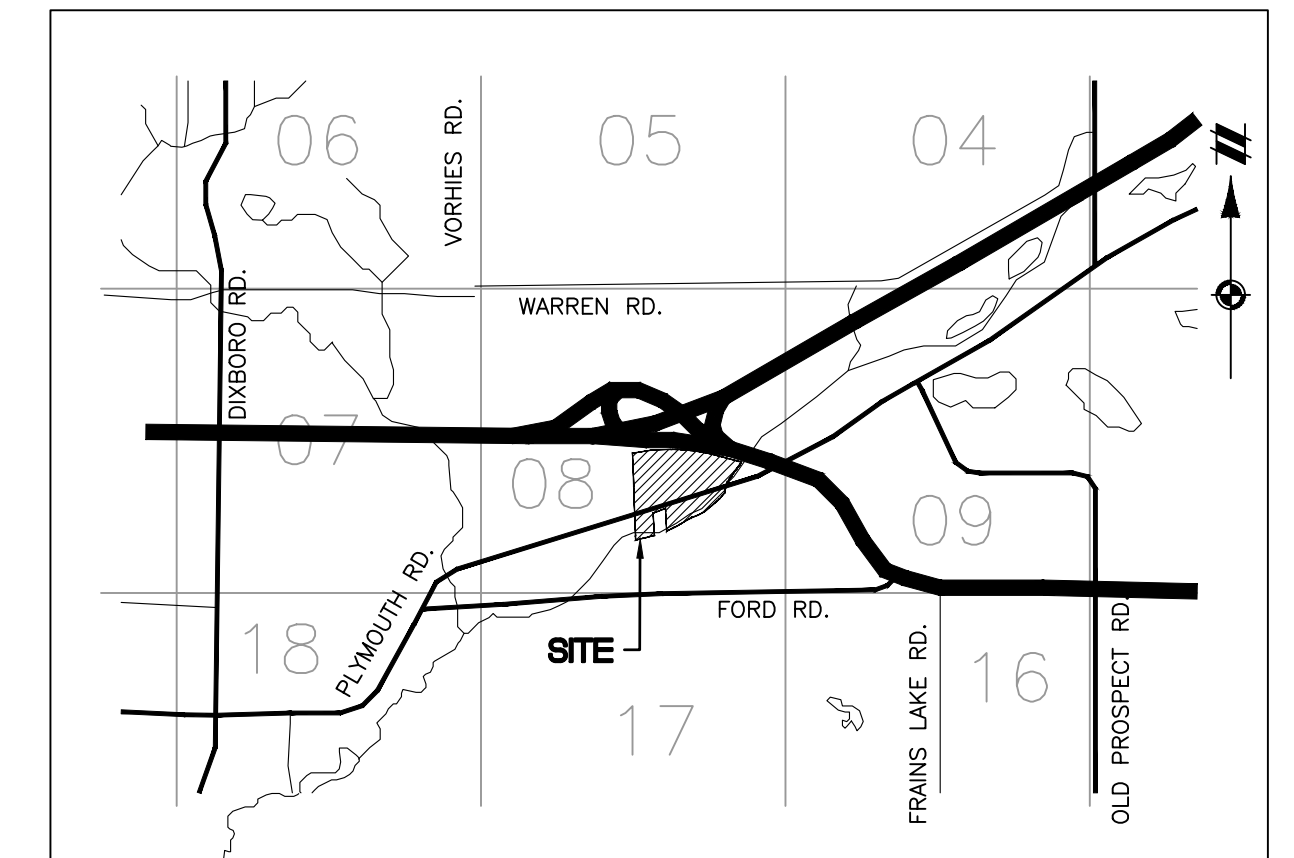 06
05
04
VORHIES RD.
WARREN RD.
DIXBORO RD.
07
08
09
PLYMOUTH RD.
FORD RD.
SITE
18
17
16
FRAINS LAKE RD.
OLD PROSPECT RD.